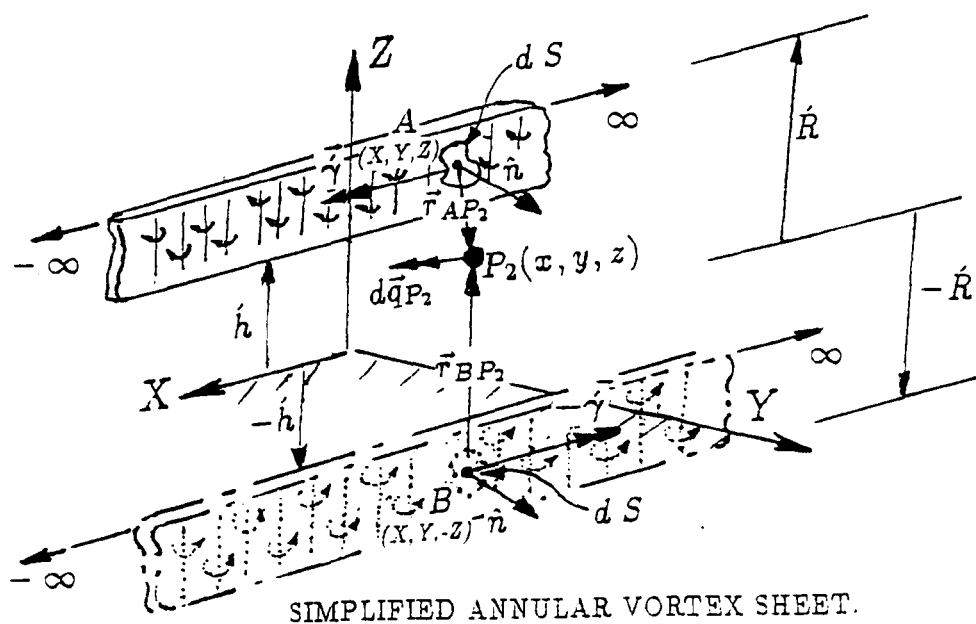 Z
d S
∞
Ŕ
A
(X, Y, Z)
γ́
n̂
r⃗AP₂
- ∞
P₂(x, y, z)
dq⃗P₂
- Ŕ
h́
∞
X
r⃗BP₂
-h́
- γ́
Y
B
(X, Y, -Z)
n̂
d S
- ∞
SIMPLIFIED ANNULAR VORTEX SHEET.